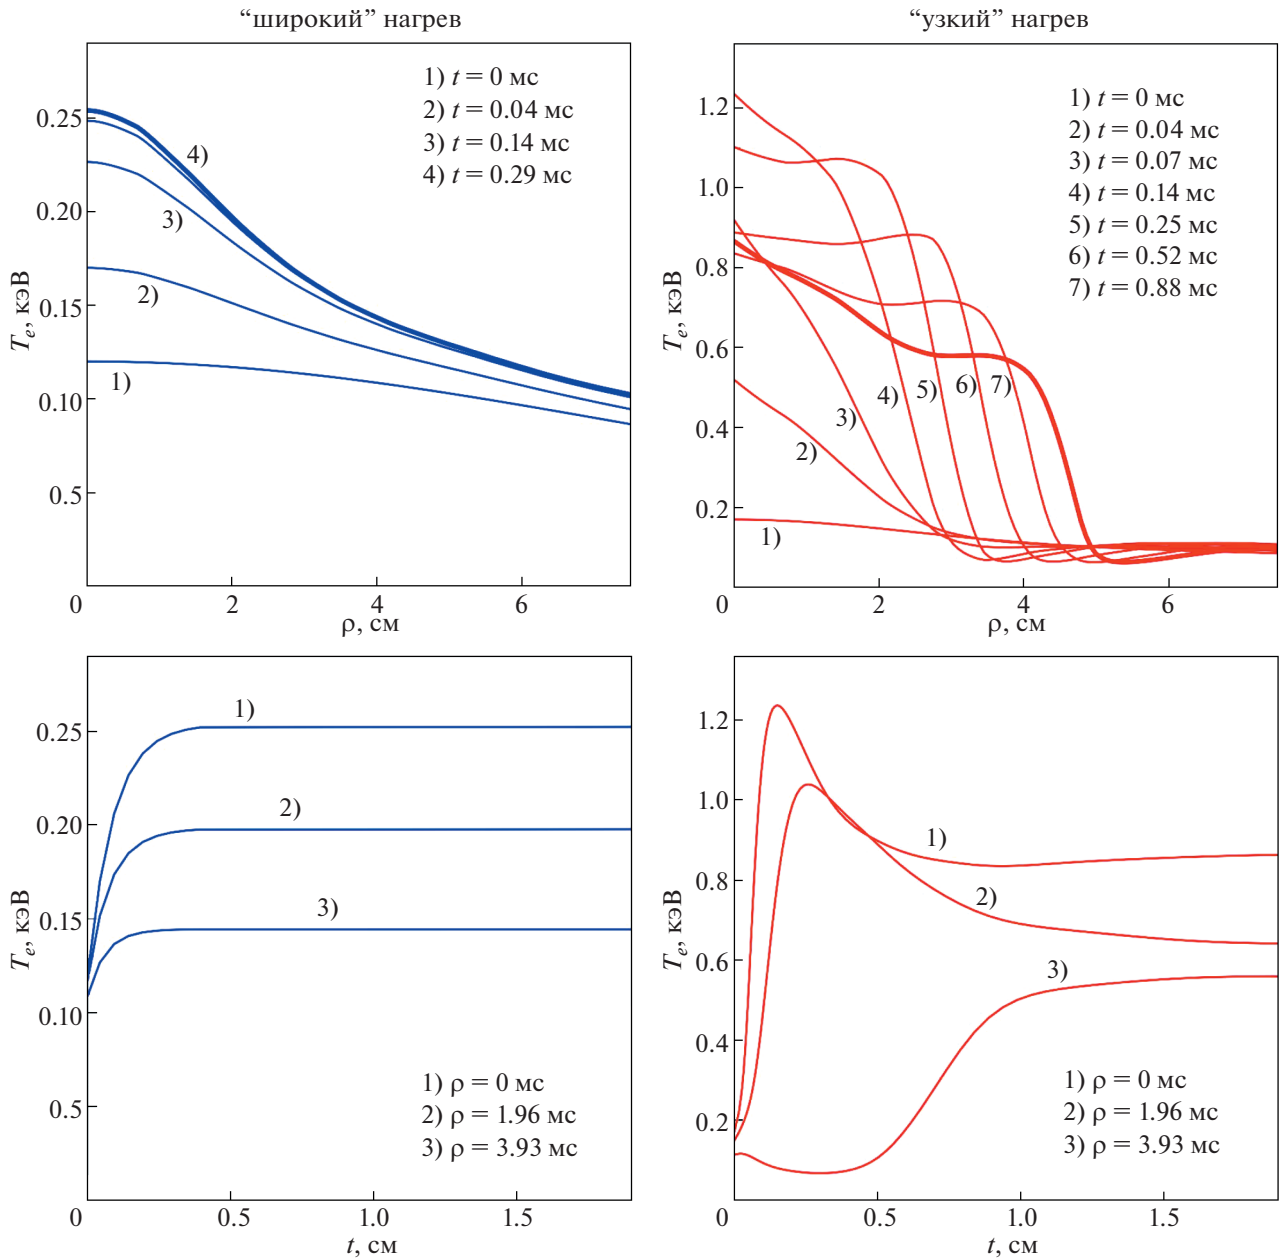 “широкий” нагрев
1) t = 0 мс
2) t = 0.04 мс
3) t = 0.14 мс
4) t = 0.29 мс
0.25
0.20
0.15
0.10
0.5
0
2
4
6
Te, кэВ
ρ, см
4)
3)
2)
1)
“узкий” нагрев
1) t = 0 мс
2) t = 0.04 мс
3) t = 0.07 мс
4) t = 0.14 мс
5) t = 0.25 мс
6) t = 0.52 мс
7) t = 0.88 мс
1.2
1.0
0.8
0.6
0.4
0.2
0
2
4
6
Te, кэВ
ρ, см
4)
5)
6)
7)
3)
2)
1)
0.25
0.20
0.15
0.10
0.5
0
0.5
1.0
1.5
Te, кэВ
t, см
1)
2)
3)
1) ρ = 0 мс
2) ρ = 1.96 мс
3) ρ = 3.93 мс
1.2
1.0
0.8
0.6
0.4
0.2
0
0.5
1.0
1.5
Te, кэВ
t, см
1)
2)
3)
1) ρ = 0 мс
2) ρ = 1.96 мс
3) ρ = 3.93 мс